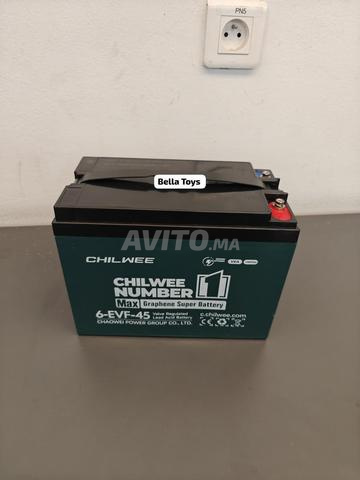 PN5
Bella Toys
AVITO.ma
CHILWEE
CHILWEE
NUMBER 1
Max Graphene Super Battery
6-EVF-45 Valve Regulated
Lead Acid Battery
CHAOWEI POWER GROUP CO., LTD.
c.chilwee.com